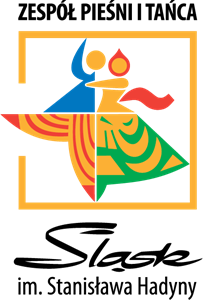 ZESPÓŁ PIEŚNI I TAŃCA
Śląsk
im. Stanisława Hadyny